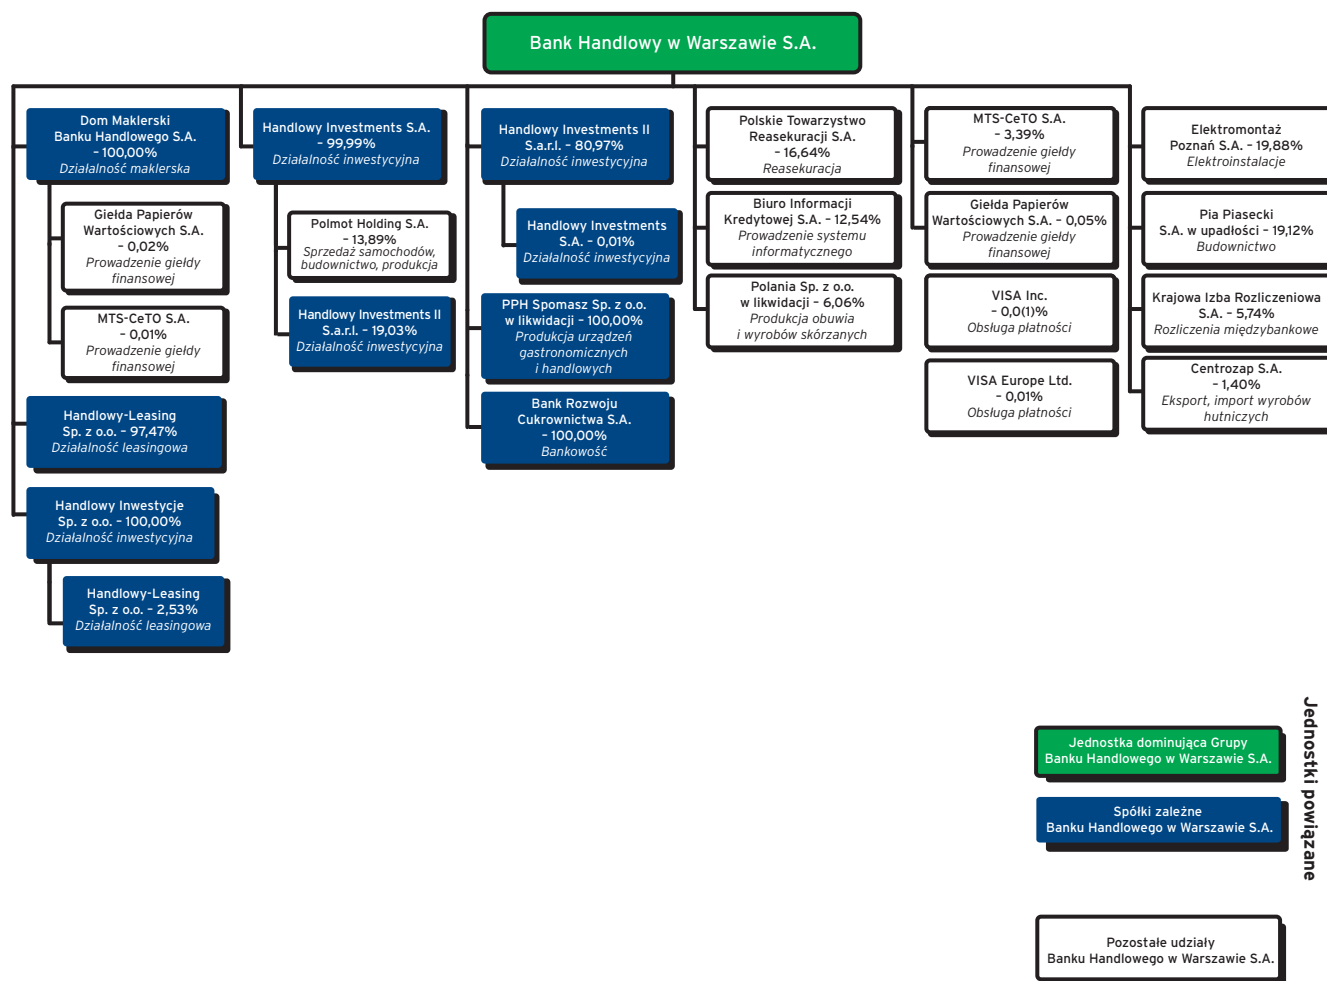 Bank Handlowy w Warszawie S.A.
Dom Maklerski
Banku Handlowego S.A.
– 100,00%
Działalność maklerska
Giełda Papierów
Wartościowych S.A.
– 0,02%
Prowadzenie giełdy
finansowej
MTS-CeTO S.A.
– 0,01%
Prowadzenie giełdy
finansowej
Handlowy-Leasing
Sp. z o.o. – 97,47%
Działalność leasingowa
Handlowy Inwestycje
Sp. z o.o. – 100,00%
Działalność inwestycyjna
Handlowy-Leasing
Sp. z o.o. – 2,53%
Działalność leasingowa
Handlowy Investments S.A.
– 99,99%
Działalność inwestycyjna
Polmot Holding S.A.
– 13,89%
Sprzedaż samochodów,
budownictwo, produkcja
Handlowy Investments II
S.a.r.l. – 19,03%
Działalność inwestycyjna
Handlowy Investments II
S.a.r.l. – 80,97%
Działalność inwestycyjna
Handlowy Investments
S.A. – 0,01%
Działalność inwestycyjna
PPH Spomasz Sp. z o.o.
w likwidacji – 100,00%
Produkcja urządzeń
gastronomicznych
i handlowych
Bank Rozwoju
Cukrownictwa S.A.
– 100,00%
Bankowość
Polskie Towarzystwo
Reasekuracji S.A.
– 16,64%
Reasekuracja
Biuro Informacji
Kredytowej S.A. – 12,54%
Prowadzenie systemu
informatycznego
Polania Sp. z o.o.
w likwidacji – 6,06%
Produkcja obuwia
i wyrobów skórzanych
MTS-CeTO S.A.
– 3,39%
Prowadzenie giełdy
finansowej
Giełda Papierów
Wartościowych S.A. – 0,05%
Prowadzenie giełdy
finansowej
VISA Inc.
– 0,0(1)%
Obsługa płatności
VISA Europe Ltd.
– 0,01%
Obsługa płatności
Elektromontaż
Poznań S.A. – 19,88%
Elektroinstalacje
Pia Piasecki
S.A. w upadłości – 19,12%
Budownictwo
Krajowa Izba Rozliczeniowa
S.A. – 5,74%
Rozliczenia międzybankowe
Centrozap S.A.
– 1,40%
Eksport, import wyrobów
hutniczych
Jednostki powiązane
Jednostka dominująca Grupy
Banku Handlowego w Warszawie S.A.
Spółki zależne
Banku Handlowego w Warszawie S.A.
Pozostałe udziały
Banku Handlowego w Warszawie S.A.